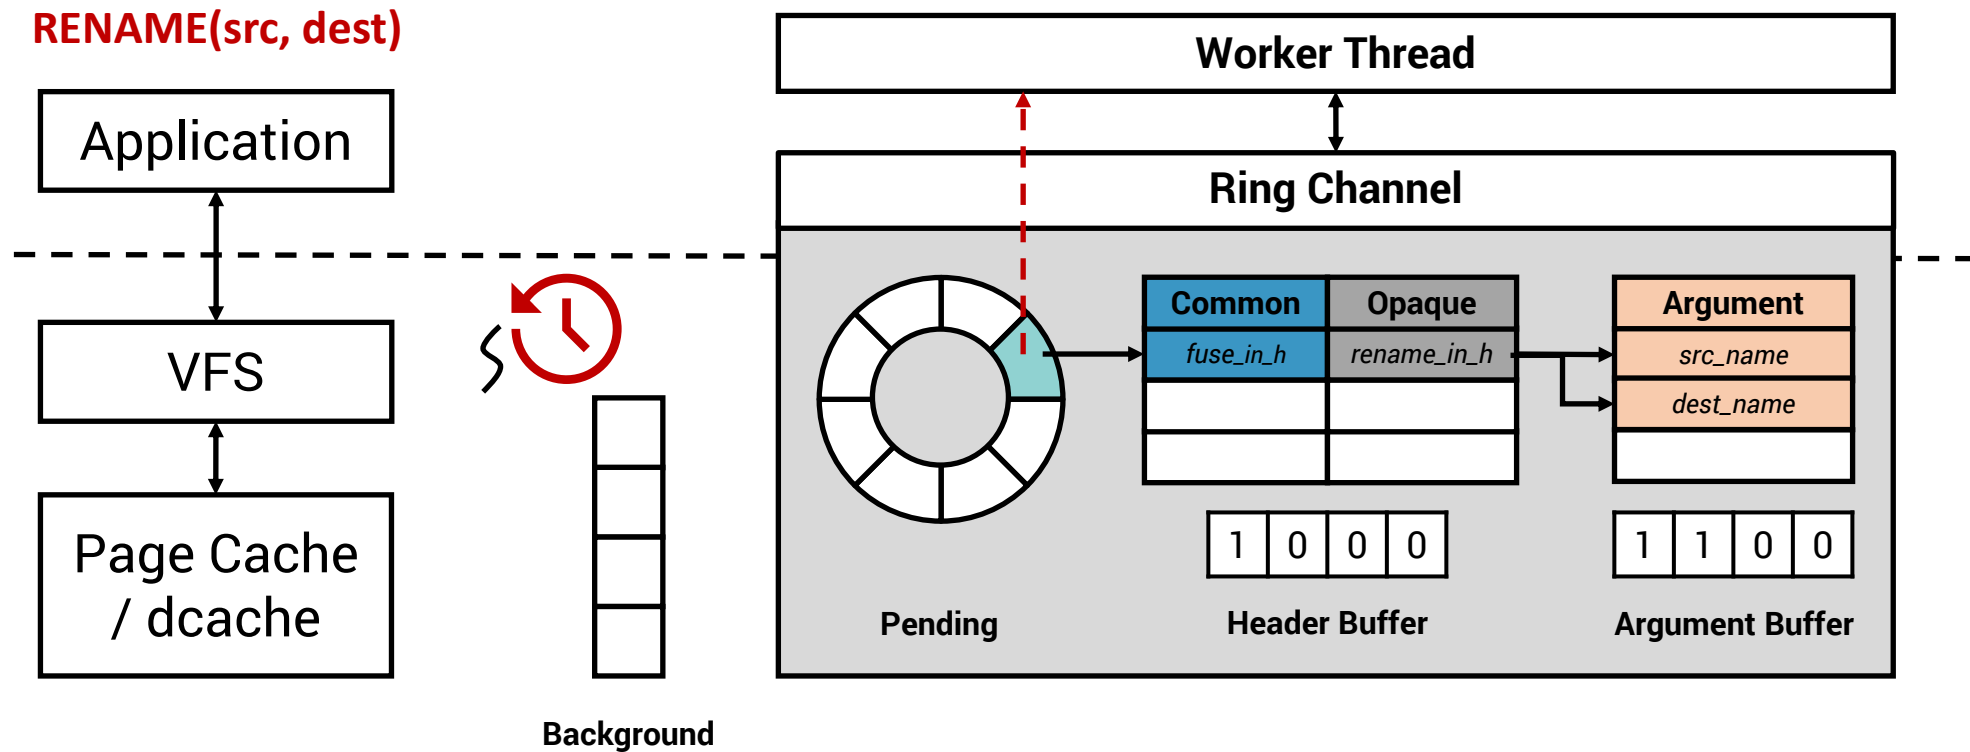 RENAME(src, dest)
Application
VFS
Page Cache
/ dcache
Background
Worker Thread
Ring Channel
Pending
Common
Opaque
fuse_in_h
rename_in_h
1 0 0 0
Header Buffer
Argument
src_name
dest_name
1 1 0 0
Argument Buffer